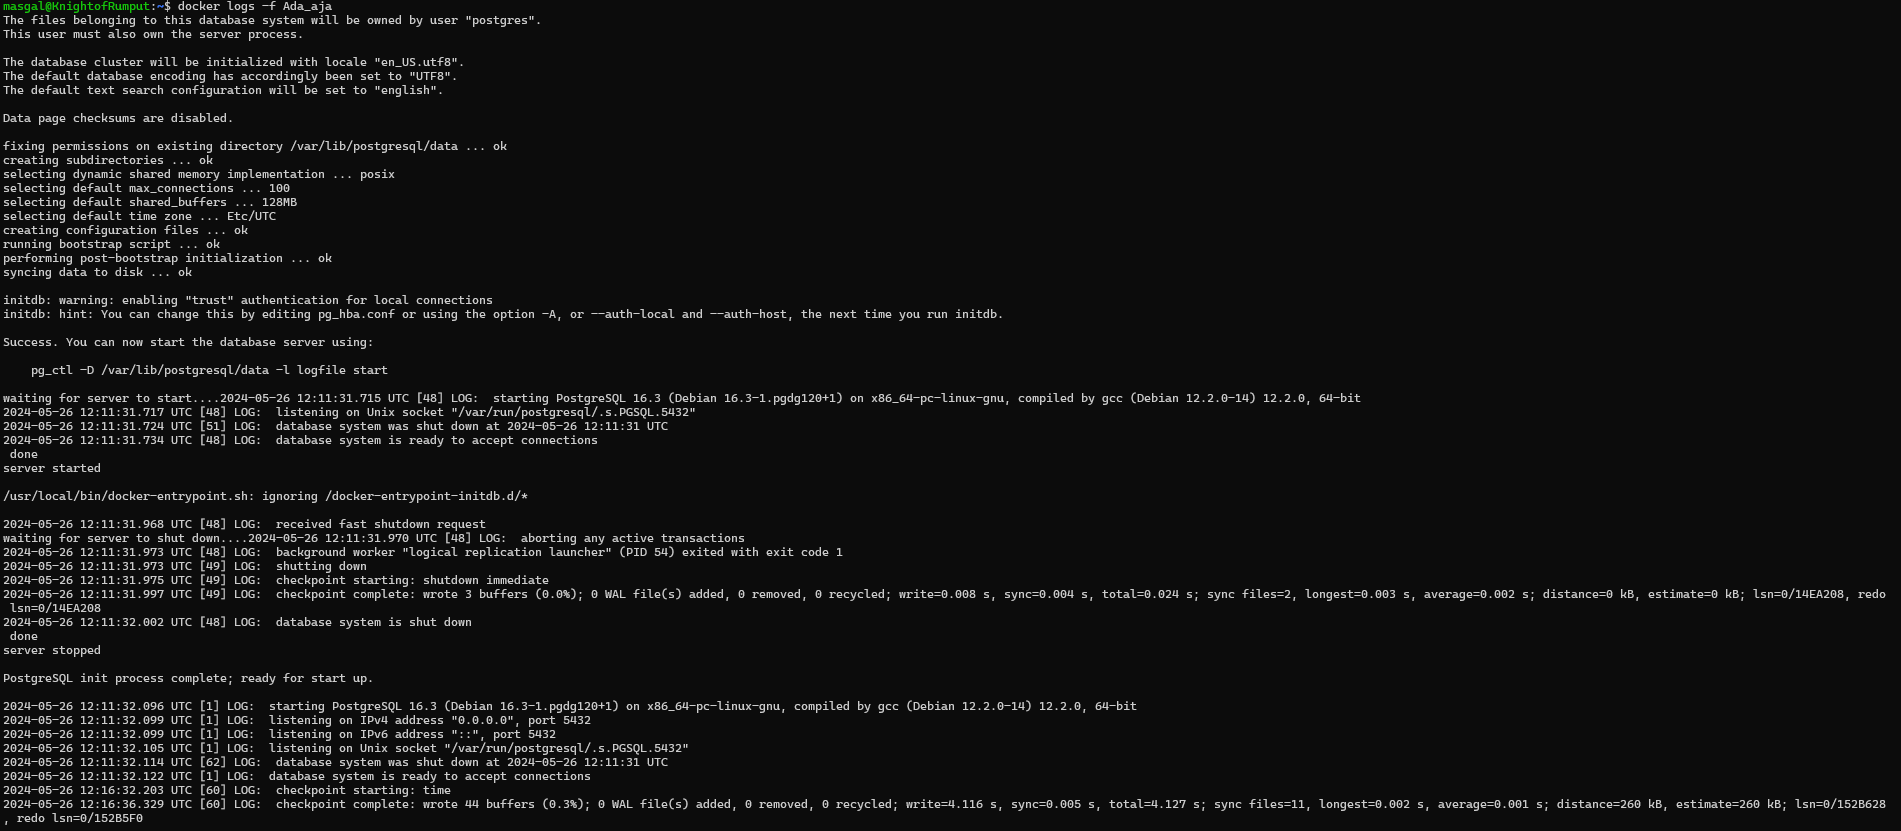 masgal@KnightofRumput:~$ docker logs -f Ada_aja
The files belonging to this database system will be owned by user "postgres".
This user must also own the server process.

The database cluster will be initialized with locale "en_US.utf8".
The default database encoding has accordingly been set to "UTF8".
The default text search configuration will be set to "english".

Data page checksums are disabled.

fixing permissions on existing directory /var/lib/postgresql/data ... ok
creating subdirectories ... ok
selecting dynamic shared memory implementation ... posix
selecting default max_connections ... 100
selecting default shared_buffers ... 128MB
selecting default time zone ... Etc/UTC
creating configuration files ... ok
running bootstrap script ... ok
performing post-bootstrap initialization ... ok
syncing data to disk ... ok

initdb: warning: enabling "trust" authentication for local connections
initdb: hint: You can change this by editing pg_hba.conf or using the option -A, or --auth-local and --auth-host, the next time you run initdb.

Success. You can now start the database server using:

    pg_ctl -D /var/lib/postgresql/data -l logfile start

waiting for server to start....2024-05-26 12:11:31.715 UTC [48] LOG:  starting PostgreSQL 16.3 (Debian 16.3-1.pgdg120+1) on x86_64-pc-linux-gnu, compiled by gcc (Debian 12.2.0-14) 12.2.0, 64-bit
2024-05-26 12:11:31.717 UTC [48] LOG:  listening on Unix socket "/var/run/postgresql/.s.PGSQL.5432"
2024-05-26 12:11:31.724 UTC [51] LOG:  database system was shut down at 2024-05-26 12:11:31 UTC
2024-05-26 12:11:31.734 UTC [48] LOG:  database system is ready to accept connections
 done
server started

/usr/local/bin/docker-entrypoint.sh: ignoring /docker-entrypoint-initdb.d/*

2024-05-26 12:11:31.968 UTC [48] LOG:  received fast shutdown request
waiting for server to shut down....2024-05-26 12:11:31.970 UTC [48] LOG:  aborting any active transactions
2024-05-26 12:11:31.973 UTC [48] LOG:  background worker "logical replication launcher" (PID 54) exited with exit code 1
2024-05-26 12:11:31.973 UTC [49] LOG:  shutting down
2024-05-26 12:11:31.975 UTC [49] LOG:  checkpoint starting: shutdown immediate
2024-05-26 12:11:31.997 UTC [49] LOG:  checkpoint complete: wrote 3 buffers (0.0%); 0 WAL file(s) added, 0 removed, 0 recycled; write=0.008 s, sync=0.004 s, total=0.024 s; sync files=2, longest=0.003 s, average=0.002 s; distance=0 kB, estimate=0 kB; lsn=0/14EA208, redo
 lsn=0/14EA208
2024-05-26 12:11:32.002 UTC [48] LOG:  database system is shut down
 done
server stopped

PostgreSQL init process complete; ready for start up.

2024-05-26 12:11:32.096 UTC [1] LOG:  starting PostgreSQL 16.3 (Debian 16.3-1.pgdg120+1) on x86_64-pc-linux-gnu, compiled by gcc (Debian 12.2.0-14) 12.2.0, 64-bit
2024-05-26 12:11:32.099 UTC [1] LOG:  listening on IPv4 address "0.0.0.0", port 5432
2024-05-26 12:11:32.099 UTC [1] LOG:  listening on IPv6 address "::", port 5432
2024-05-26 12:11:32.105 UTC [1] LOG:  listening on Unix socket "/var/run/postgresql/.s.PGSQL.5432"
2024-05-26 12:11:32.114 UTC [62] LOG:  database system was shut down at 2024-05-26 12:11:31 UTC
2024-05-26 12:11:32.122 UTC [1] LOG:  database system is ready to accept connections
2024-05-26 12:16:32.203 UTC [60] LOG:  checkpoint starting: time
2024-05-26 12:16:36.329 UTC [60] LOG:  checkpoint complete: wrote 44 buffers (0.3%); 0 WAL file(s) added, 0 removed, 0 recycled; write=4.116 s, sync=0.005 s, total=4.127 s; sync files=11, longest=0.002 s, average=0.001 s; distance=260 kB, estimate=260 kB; lsn=0/152B628
, redo lsn=0/152B5F0